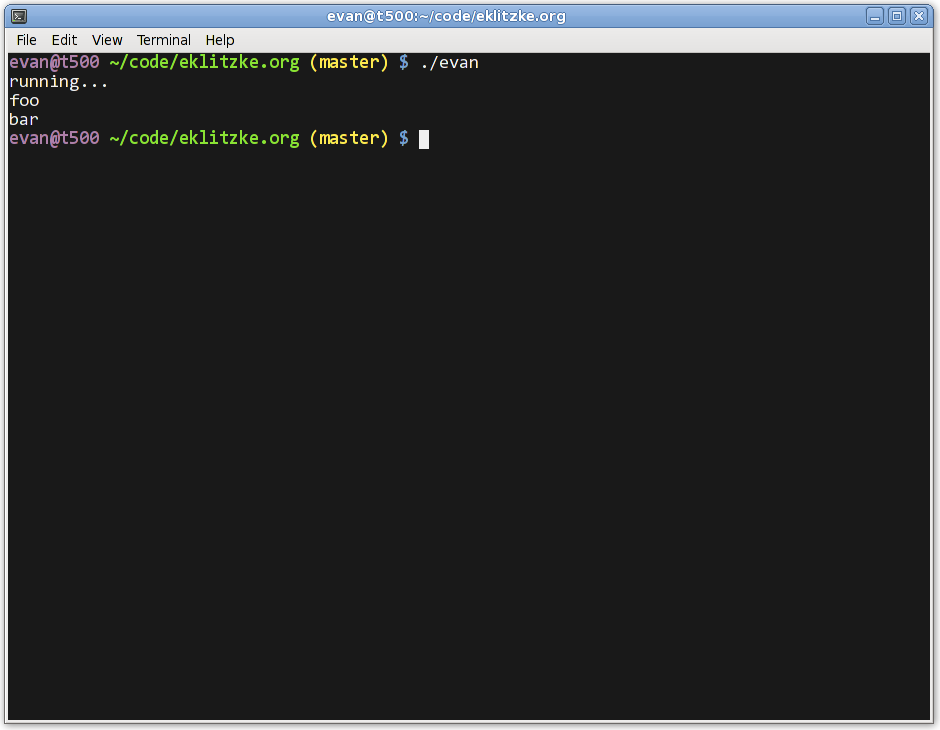 evan@t500:~/code/eklitzke.org
File Edit View Terminal Help
evan@t500 ~/code/eklitzke.org (master) $ ./evan
running...
foo
bar
evan@t500 ~/code/eklitzke.org (master) $